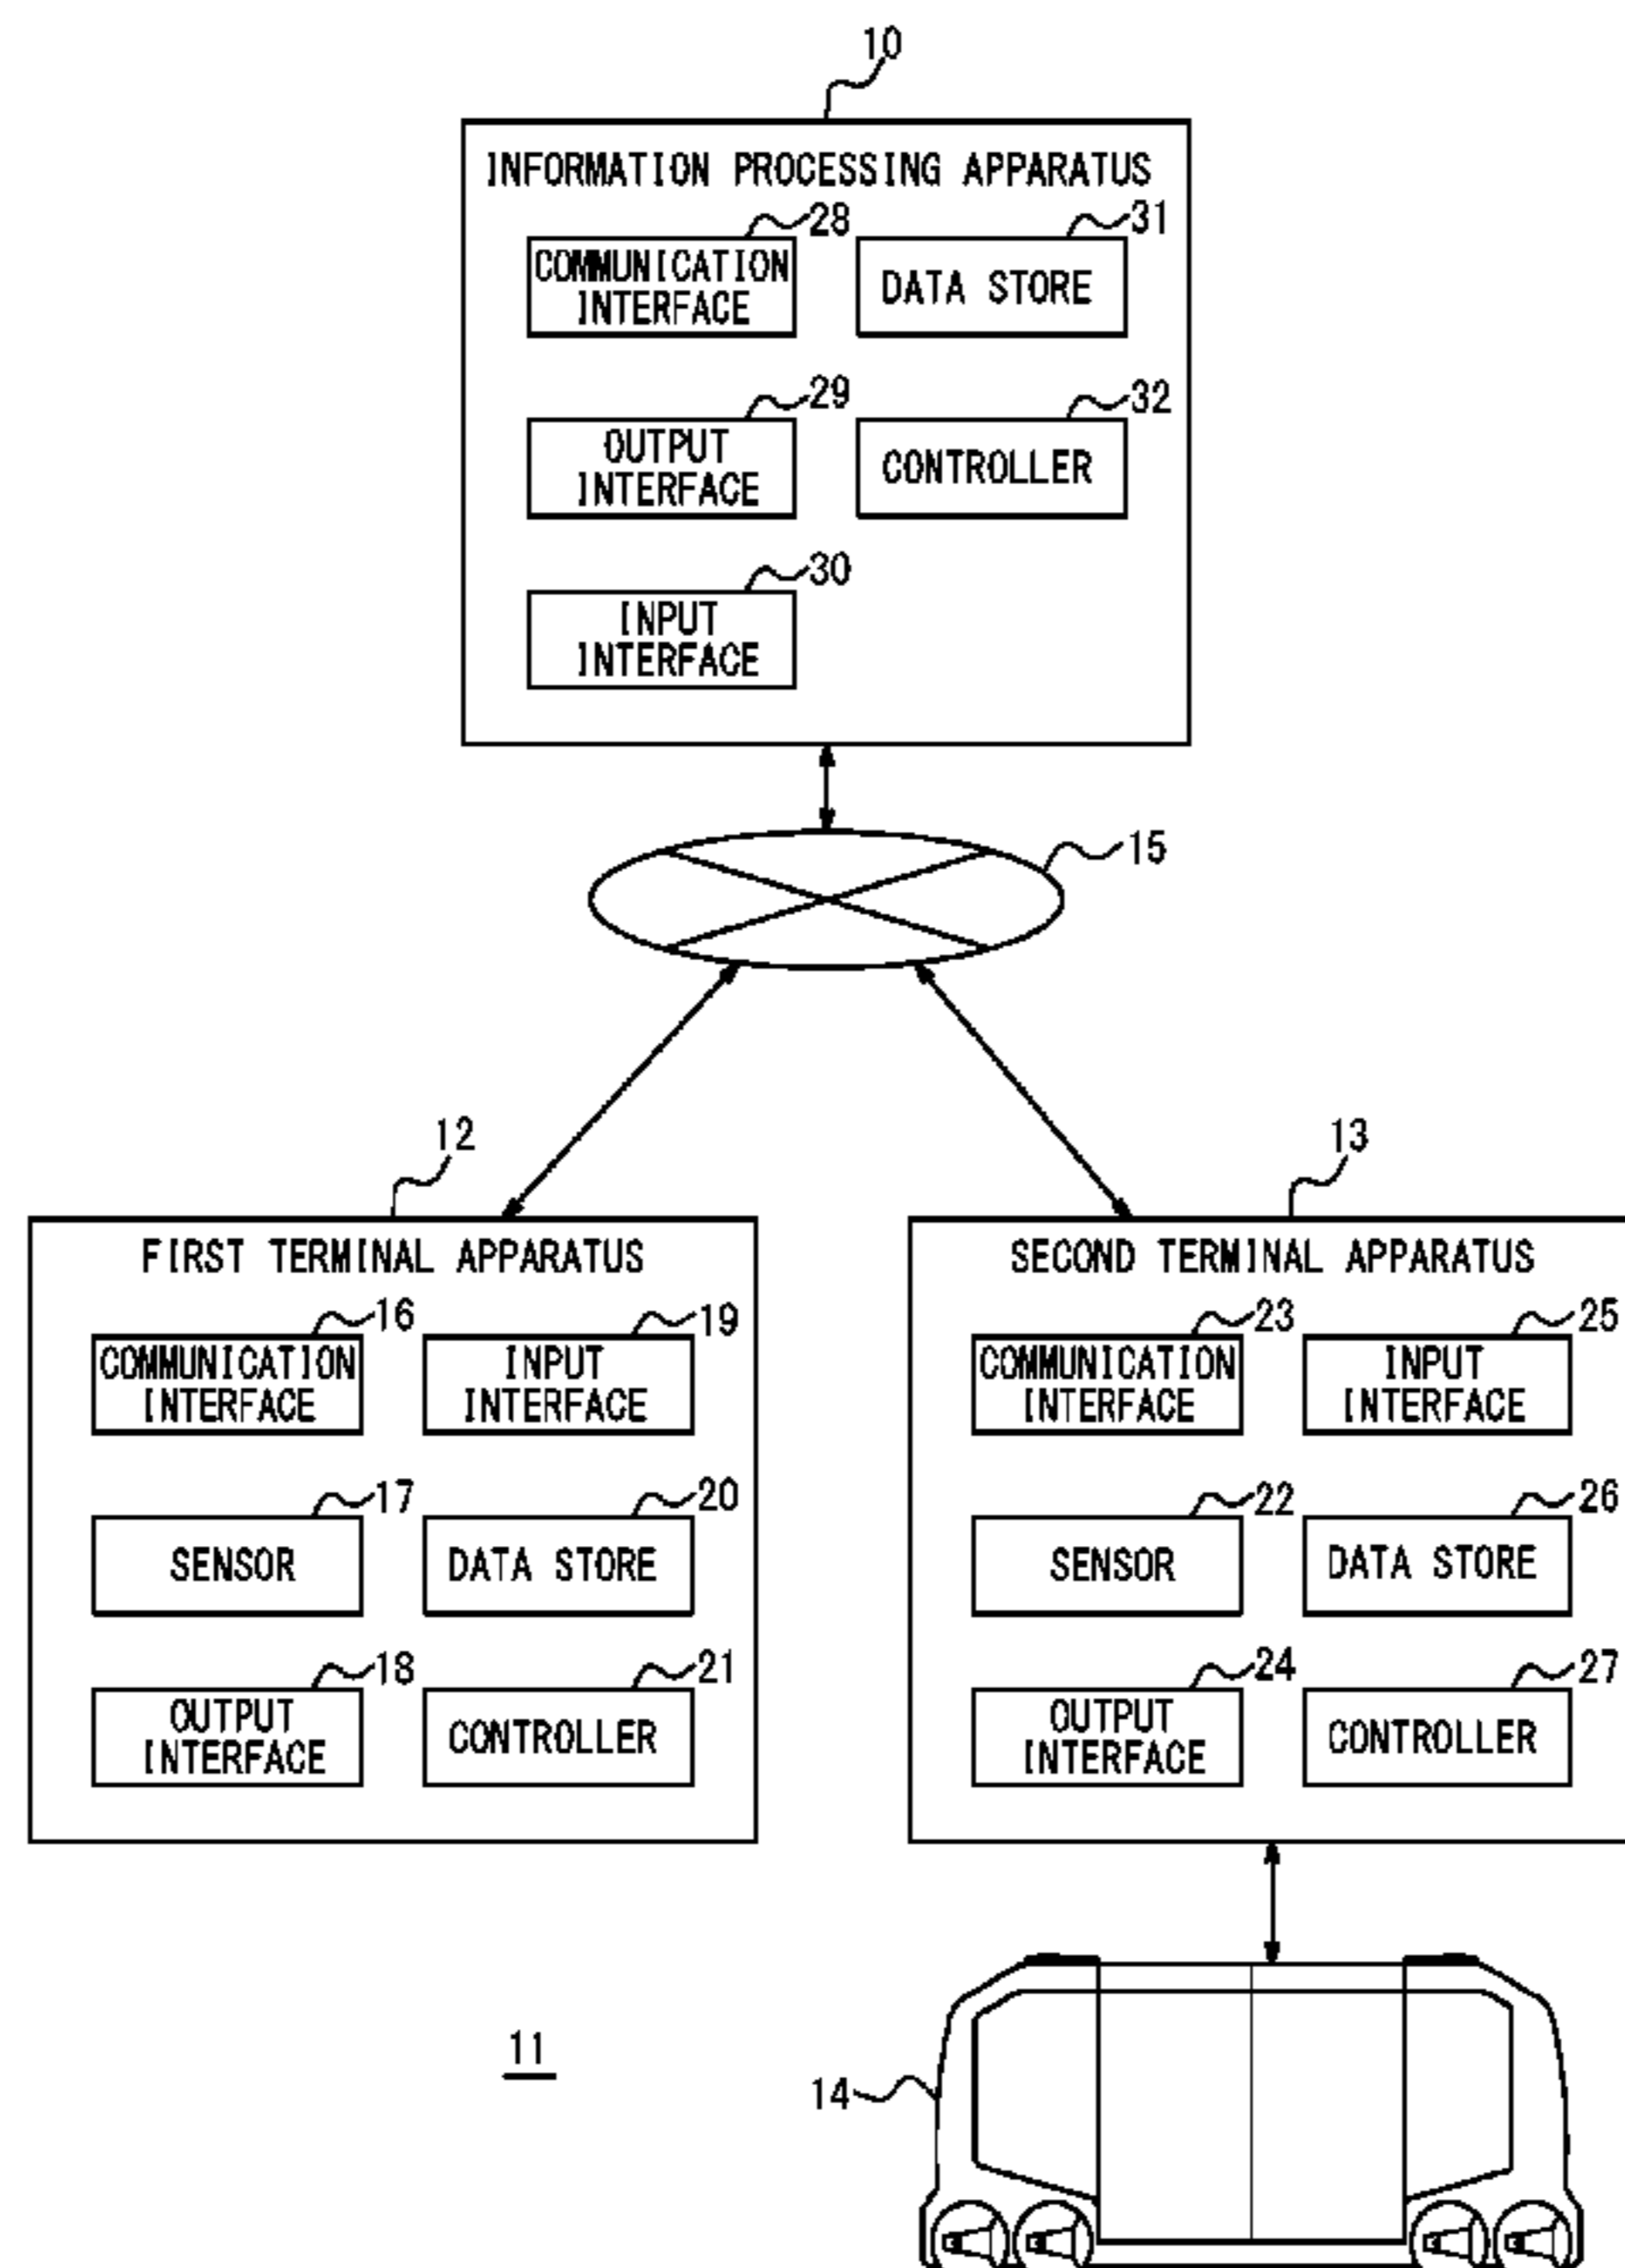 10
INFORMATION PROCESSING APPARATUS
28
31
COMMUNICATION
INTERFACE
DATA STORE
29
32
OUTPUT
INTERFACE
CONTROLLER
30
INPUT
INTERFACE
15
12
13
FIRST TERMINAL APPARATUS
16
19
COMMUNICATION
INTERFACE
INPUT
INTERFACE
17
20
SENSOR
DATA STORE
18
21
OUTPUT
INTERFACE
CONTROLLER
SECOND TERMINAL APPARATUS
23
25
COMMUNICATION
INTERFACE
INPUT
INTERFACE
22
26
SENSOR
DATA STORE
24
27
OUTPUT
INTERFACE
CONTROLLER
11
14